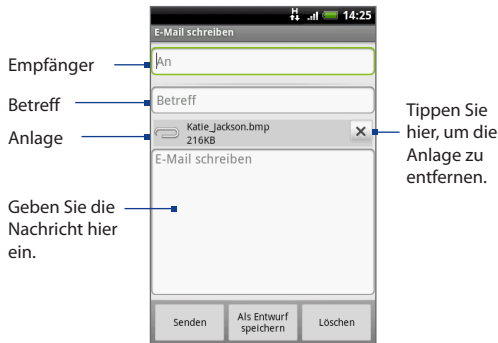 H 14:25
E-Mail schreiben
Empfänger
An
Betreff
Betreff
Anlage
Katie_Jackson.bmp
216KB
Tippen Sie
hier, um die
Anlage zu
entfernen.
E-Mail schreiben
Geben Sie die
Nachricht hier
ein.
Senden
Als Entwurf
speichern
Löschen